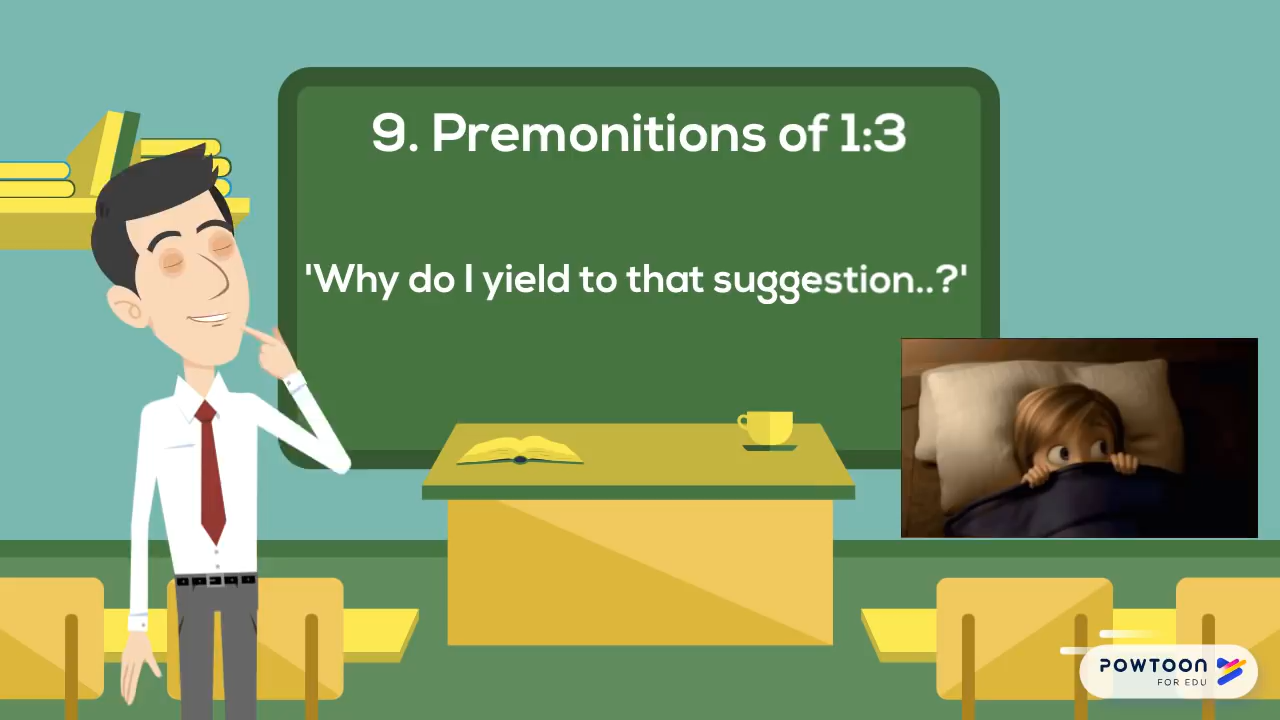 9. Premonitions of 1:3
'Why do I yield to that suggestion..?'
POWTOON
FOR EDU